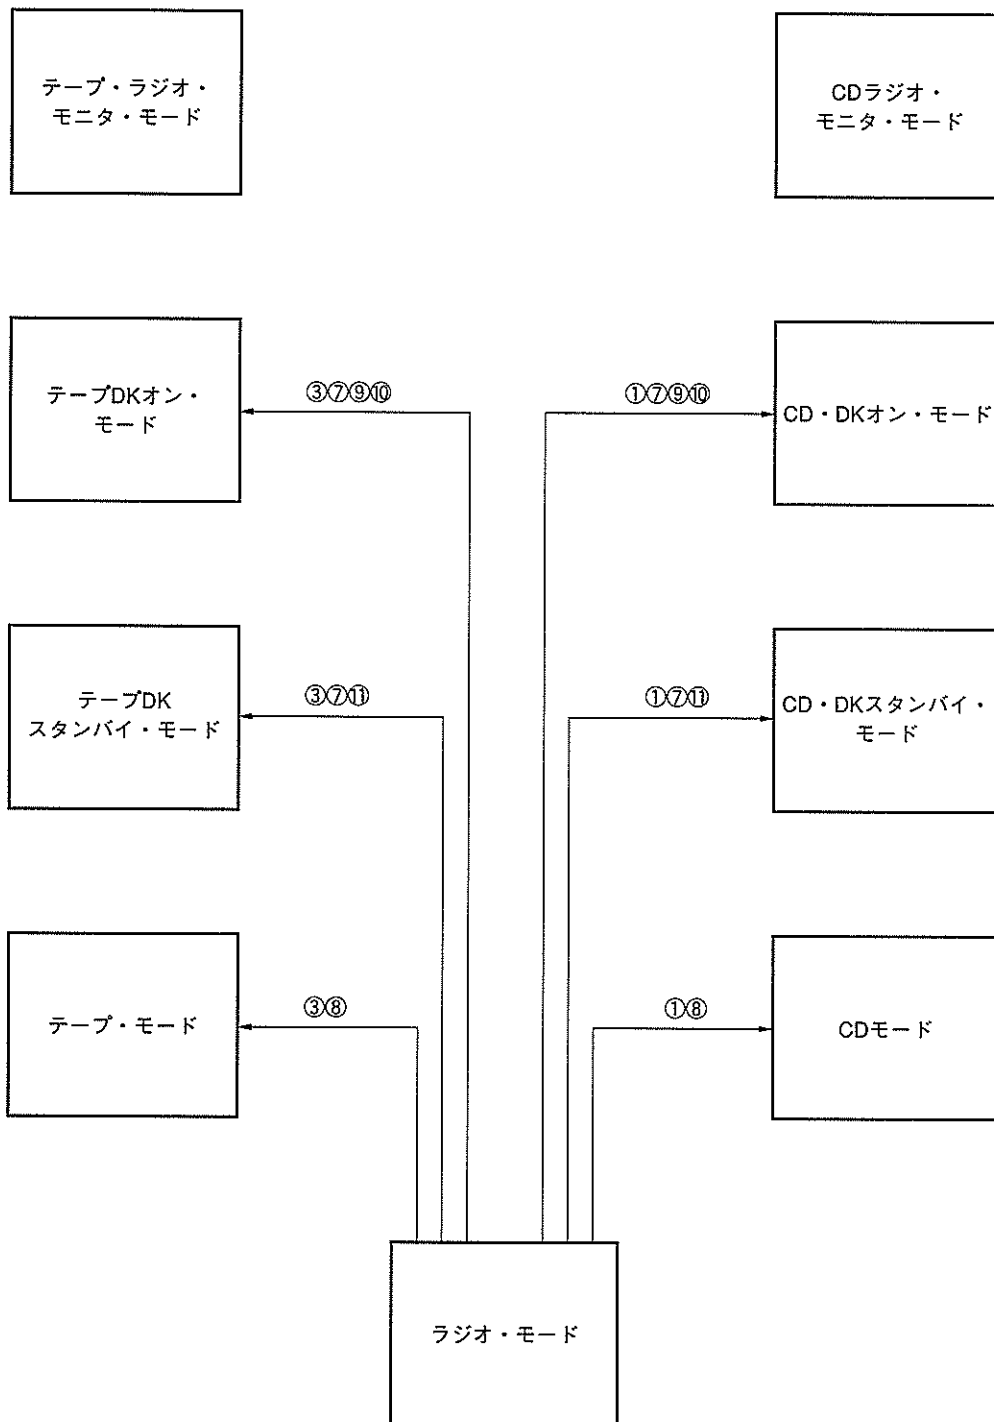 テープ・ラジオ・
モニタ・モード
CDラジオ・
モニタ・モード
テープDKオン・
モード
③⑦⑨⑩
①⑦⑨⑩
CD・DKオン・モード
テープDK
スタンバイ・モード
③⑦⑪
①⑦⑪
CD・DKスタンバイ・
モード
テープ・モード
③⑧
①⑧
CDモード
ラジオ・モード